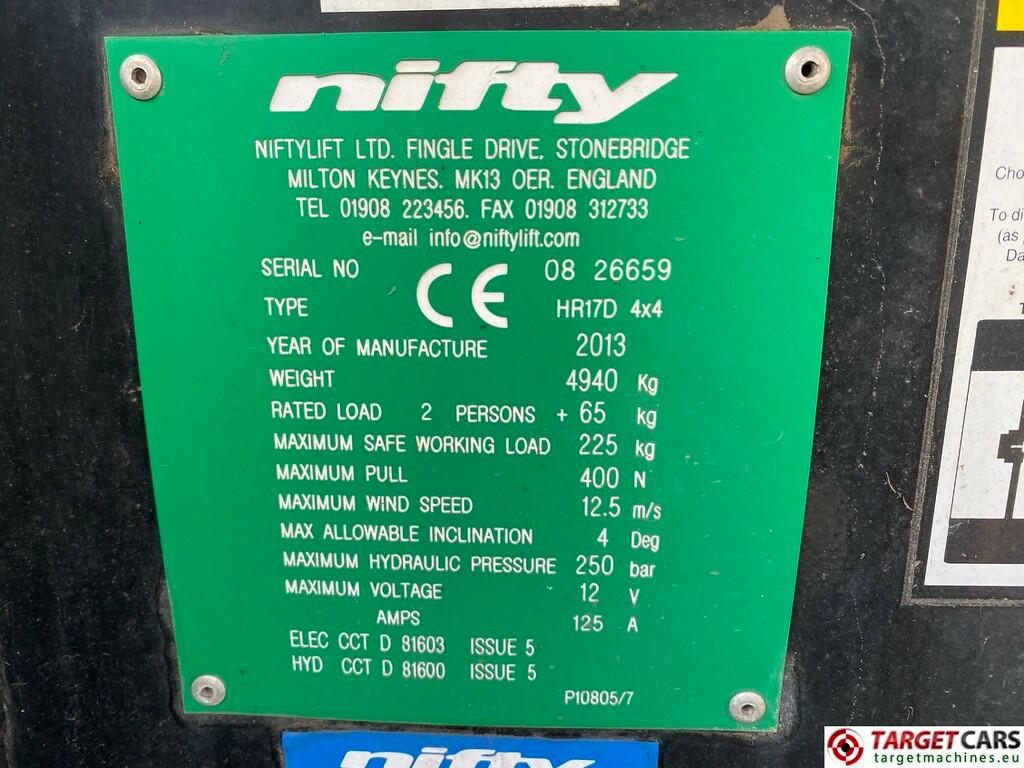 nifty
NIFTYLIFT LTD. FINGLE DRIVE. STONEBRIDGE
MILTON KEYNES. MK13 OER. ENGLAND
TEL 01908 223456. FAX 01908 312733
e-mail info@niftylift.com
SERIAL NO CE 08 26659
TYPE HR17D 4x4
YEAR OF MANUFACTURE 2013
WEIGHT 4940 Kg
RATED LOAD 2 PERSONS + 65 kg
MAXIMUM SAFE WORKING LOAD 225 kg
MAXIMUM PULL 400 N
MAXIMUM WIND SPEED 12.5 m/s
MAX ALLOWABLE INCLINATION 4 Deg
MAXIMUM HYDRAULIC PRESSURE 250 bar
MAXIMUM VOLTAGE 12 V
AMPS 125 A
ELEC CCT D 81603 ISSUE 5
HYD CCT D 81600 ISSUE 5
P10805/7
nifty
To di
(as
TARGETCARS
targetmachines.eu